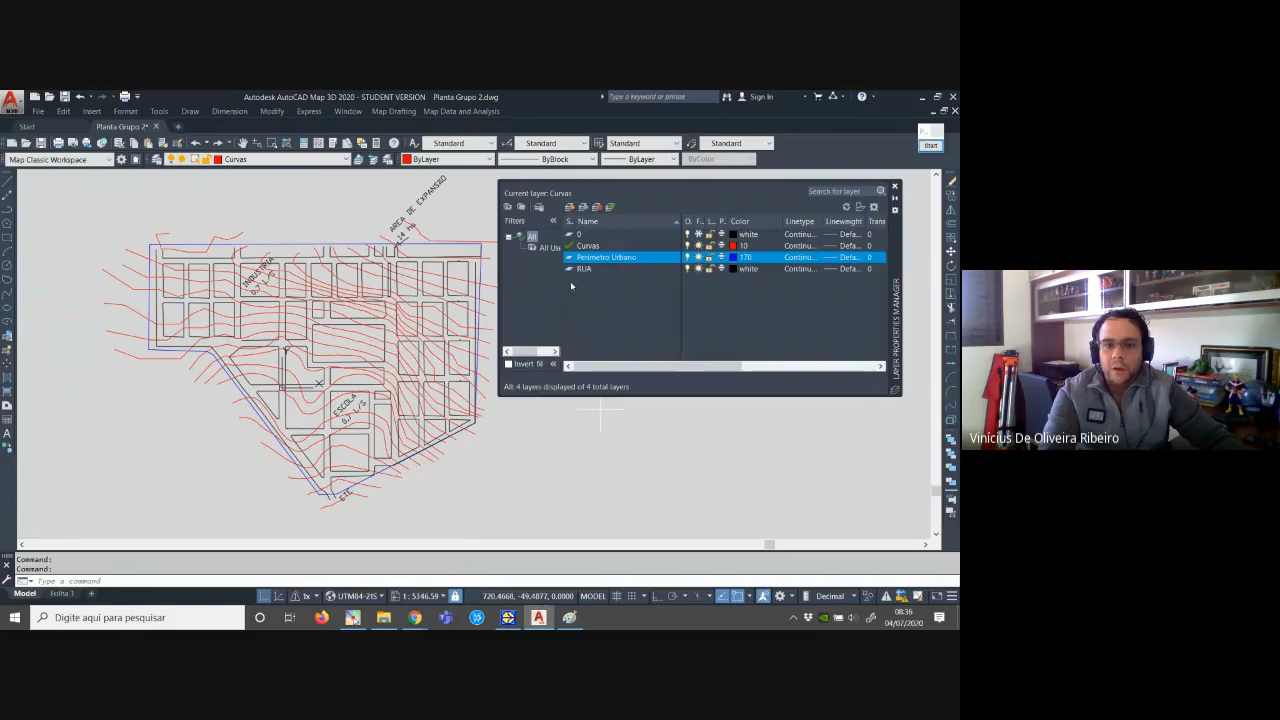 Autodesk AutoCAD Map 3D 2020 - STUDENT VERSION Planta Grupo 2.dwg
Type a keyword or phrase
Sign In
File Edit View Insert Format Tools Draw Dimension Modify Express Window Map Drafting Map Data and Analysis
Start Planta Grupo 2*
Standard Standard Standard Standard
P... Start
Map Classic Workspace Curvas ByLayer ByBlock ByLayer ByColor
AREA DE EXPANSÃO
INDUSTRIA
ESCOLA
ETE
Current layer: Curvas
Search for layer
Filters S.. Name O. F.. L.. P.. Color Linetype Lineweight Trans
All
All Use
0 white Continu... Defa... 0
Curvas 10 Continu... Defa... 0
Perimetro Urbano 170 Continu... Defa... 0
RUA white Continu... Defa... 0
Invert fil
All: 4 layers displayed of 4 total layers
LAYER PROPERTIES MANAGER
Vinícius De Oliveira Ribeiro
Command:
Command:
Type a command
Model Folha 1
1x UTM84-21S 1 : 5346.59 720.4668, -49.4877, 0.0000 MODEL Decimal
Digite aqui para pesquisar
08:36
04/07/2020